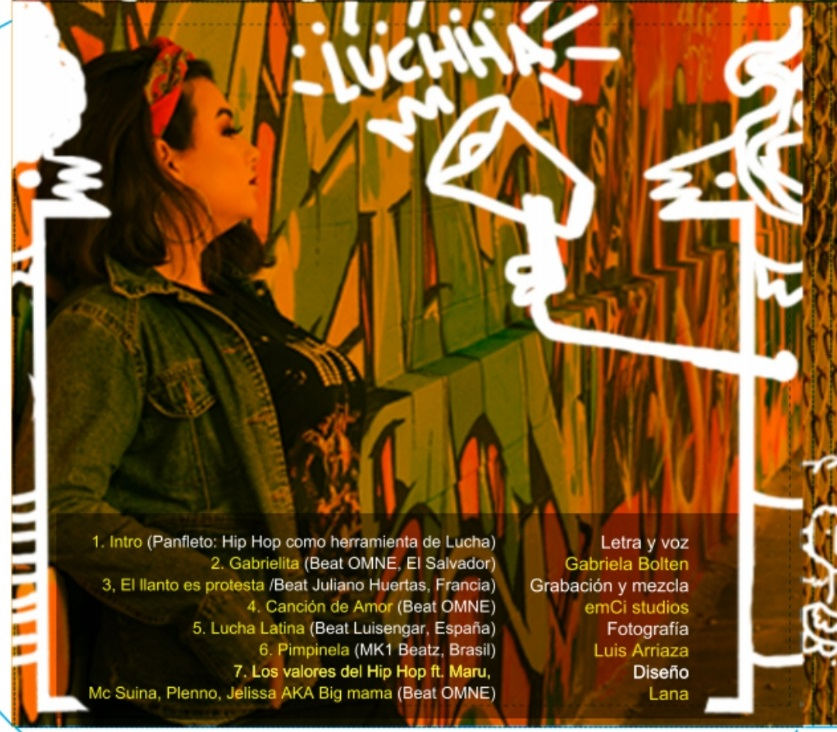 LUCHHA
1. Intro (Panfleto: Hip Hop como herramienta de Lucha)
2. Gabrielita (Beat OMNE, El Salvador)
3, El llanto es protesta /Beat Juliano Huertas, Francia)
4. Canción de Amor (Beat OMNE)
5. Lucha Latina (Beat Luisengar, España)
6. Pimpinela (MK1 Beatz, Brasil)
7. Los valores del Hip Hop ft. Maru,
Mc Suina, Plenno, Jelissa AKA Big mama (Beat OMNE)
Letra y voz
Gabriela Bolten
Grabación y mezcla
emCi studios
Fotografía
Luis Arriaza
Diseño
Lana